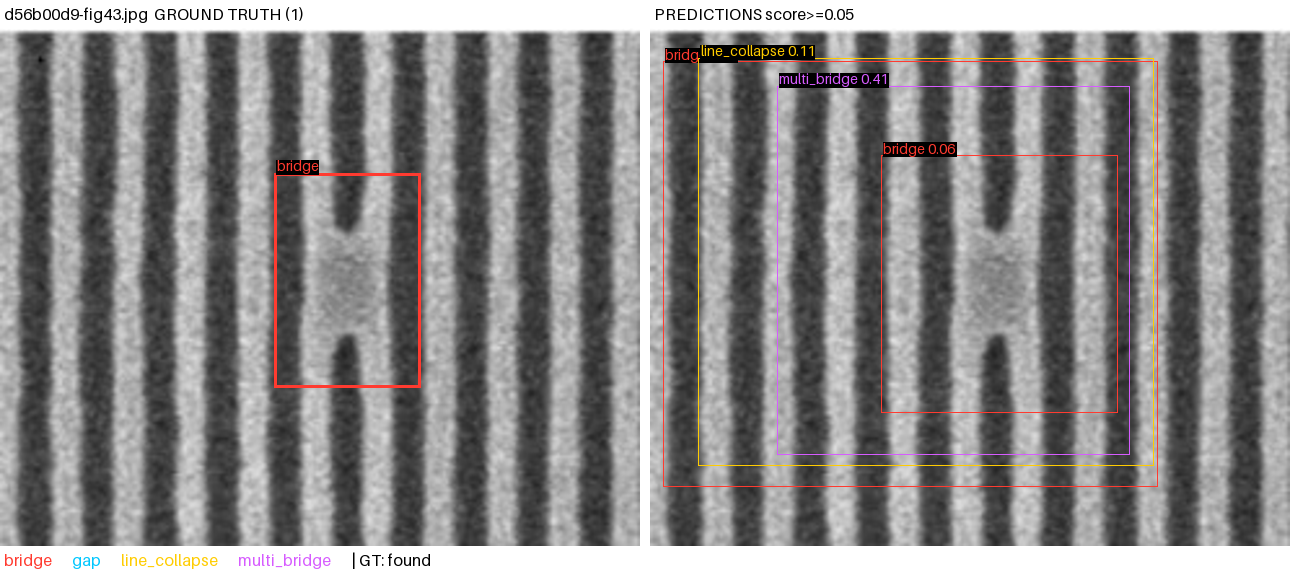 d56b00d9-fig43.jpg GROUND TRUTH (1)
PREDICTIONS score>=0.05
bridge
bridg
line_collapse 0.11
multi_bridge 0.41
bridge 0.06
bridge gap line_collapse multi_bridge | GT: found